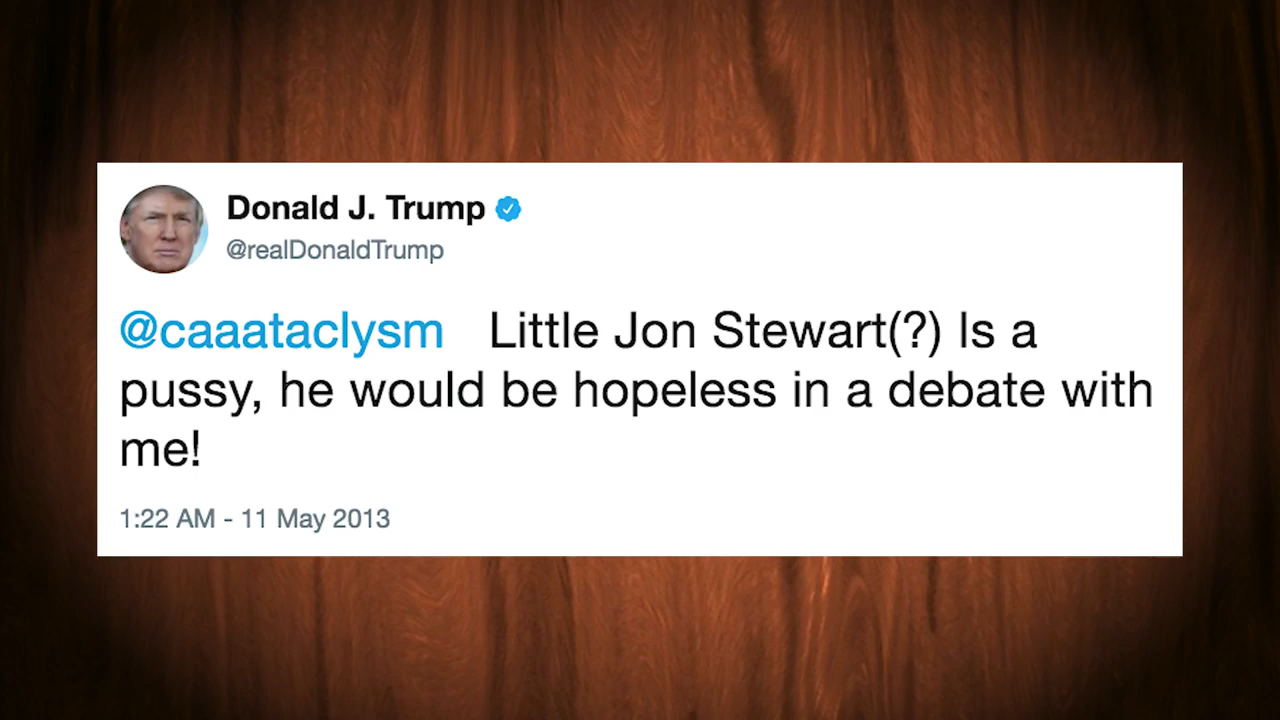 Donald J. Trump
@realDonaldTrump
@caaataclysm Little Jon Stewart(?) Is a
pussy, he would be hopeless in a debate with
me!
1:22 AM - 11 May 2013